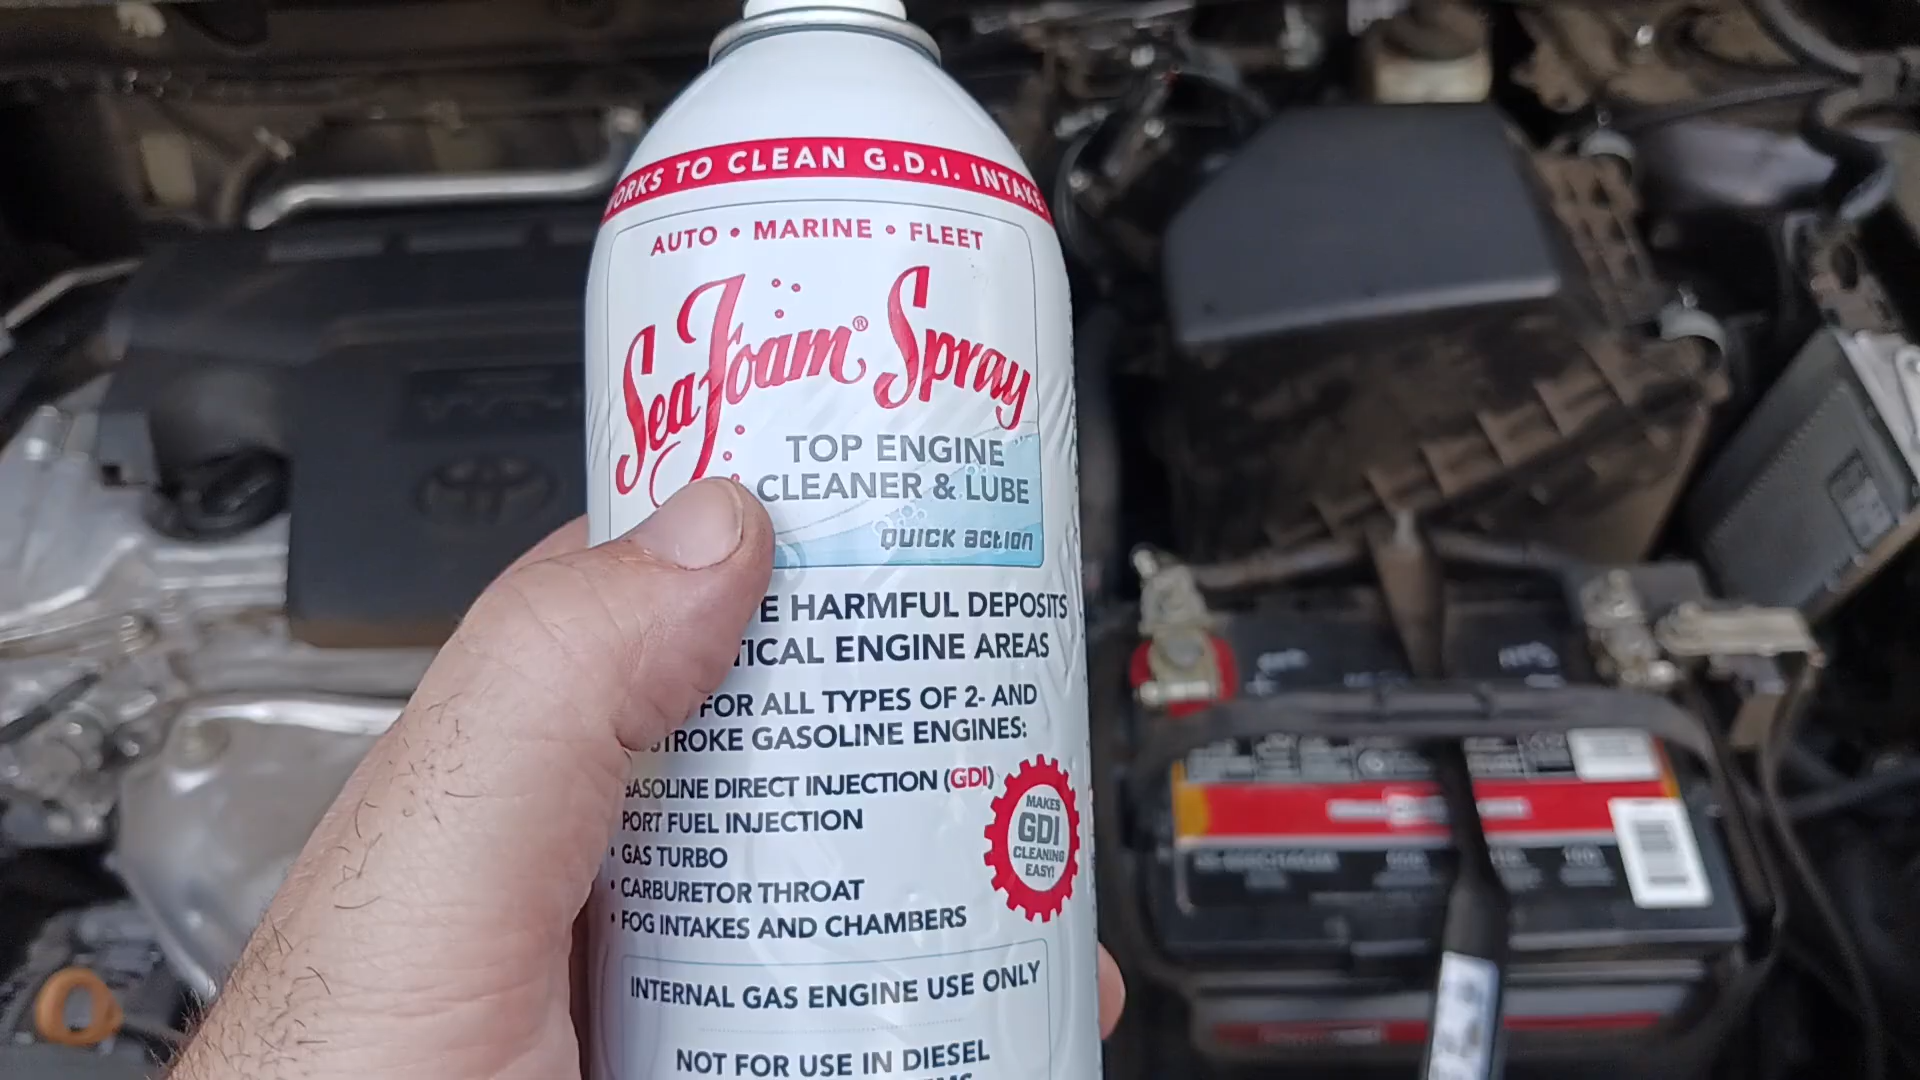 WORKS TO CLEAN G.D.I. INTAKE
AUTO • MARINE • FLEET
Sea Foam® Spray
TOP ENGINE
CLEANER & LUBE
QUICK ACTION
E HARMFUL DEPOSITS
TICAL ENGINE AREAS
FOR ALL TYPES OF 2- AND
STROKE GASOLINE ENGINES:
GASOLINE DIRECT INJECTION (GDI)
PORT FUEL INJECTION
• GAS TURBO
• CARBURETOR THROAT
• FOG INTAKES AND CHAMBERS
MAKES
GDI
CLEANING
EASY!
INTERNAL GAS ENGINE USE ONLY
NOT FOR USE IN DIESEL